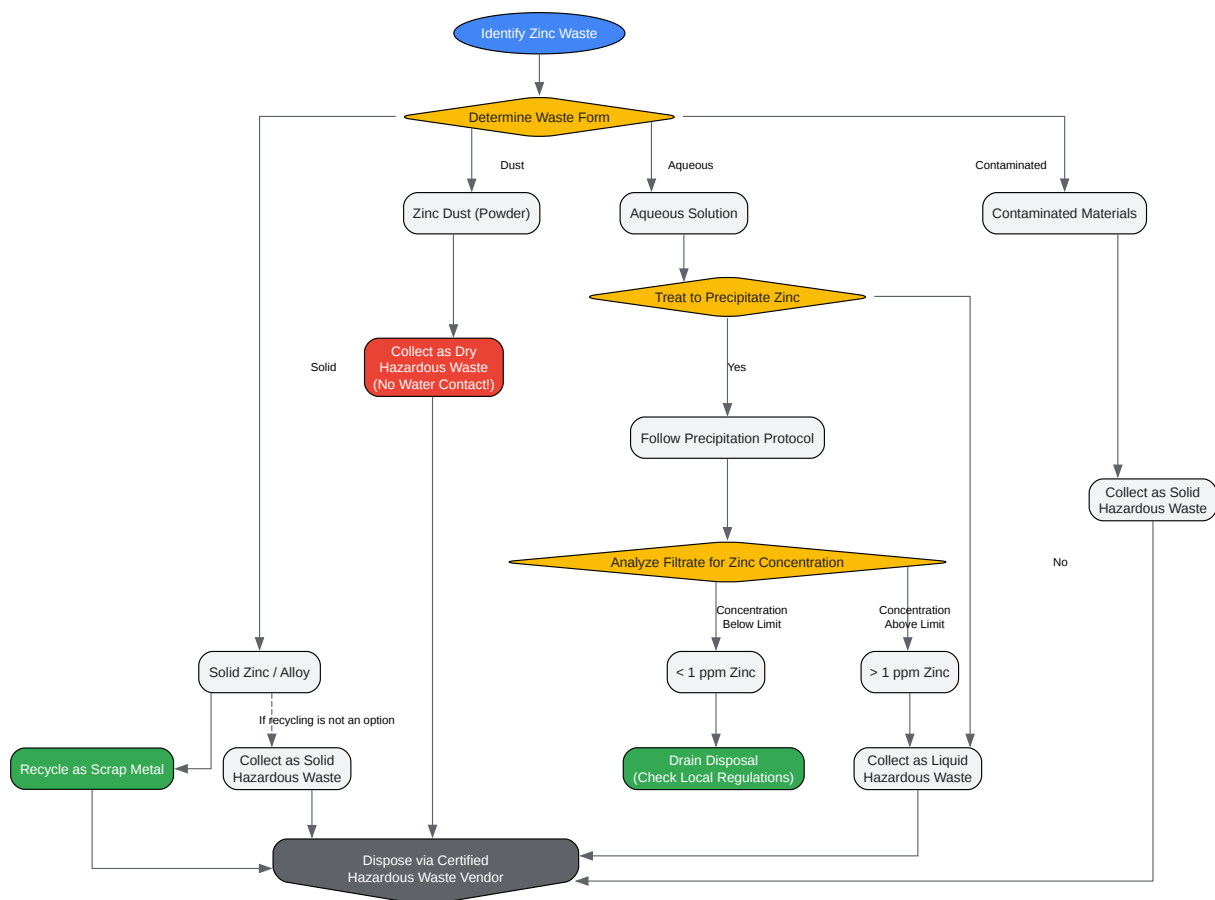 Identify Zinc Waste
Determine Waste Form
Dust
Aqueous
Contaminated
Zinc Dust (Powder)
Aqueous Solution
Contaminated Materials
Treat to Precipitate Zinc
Collect as Dry
Hazardous Waste
(No Water Contact!)
Solid
Yes
Follow Precipitation Protocol
Collect as Solid
Hazardous Waste
Analyze Filtrate for Zinc Concentration
No
Concentration
Below Limit
Concentration
Above Limit
Solid Zinc / Alloy
< 1 ppm Zinc
> 1 ppm Zinc
If recycling is not an option
Recycle as Scrap Metal
Collect as Solid
Hazardous Waste
Drain Disposal
(Check Local Regulations)
Collect as Liquid
Hazardous Waste
Dispose via Certified
Hazardous Waste Vendor